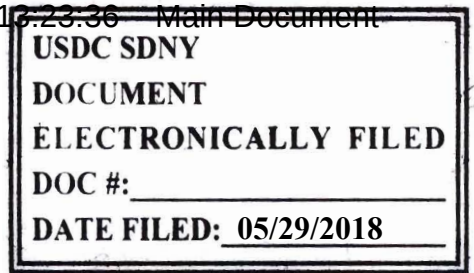 13:23:36 Main Document
USDC SDNY
DOCUMENT
ELECTRONICALLY FILED
DOC #:
DATE FILED: 05/29/2018